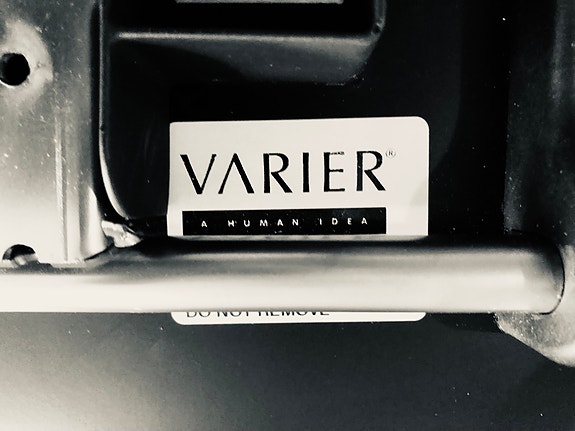 VARIER®
A HUMAN IDEA
DO NOT REMOVE